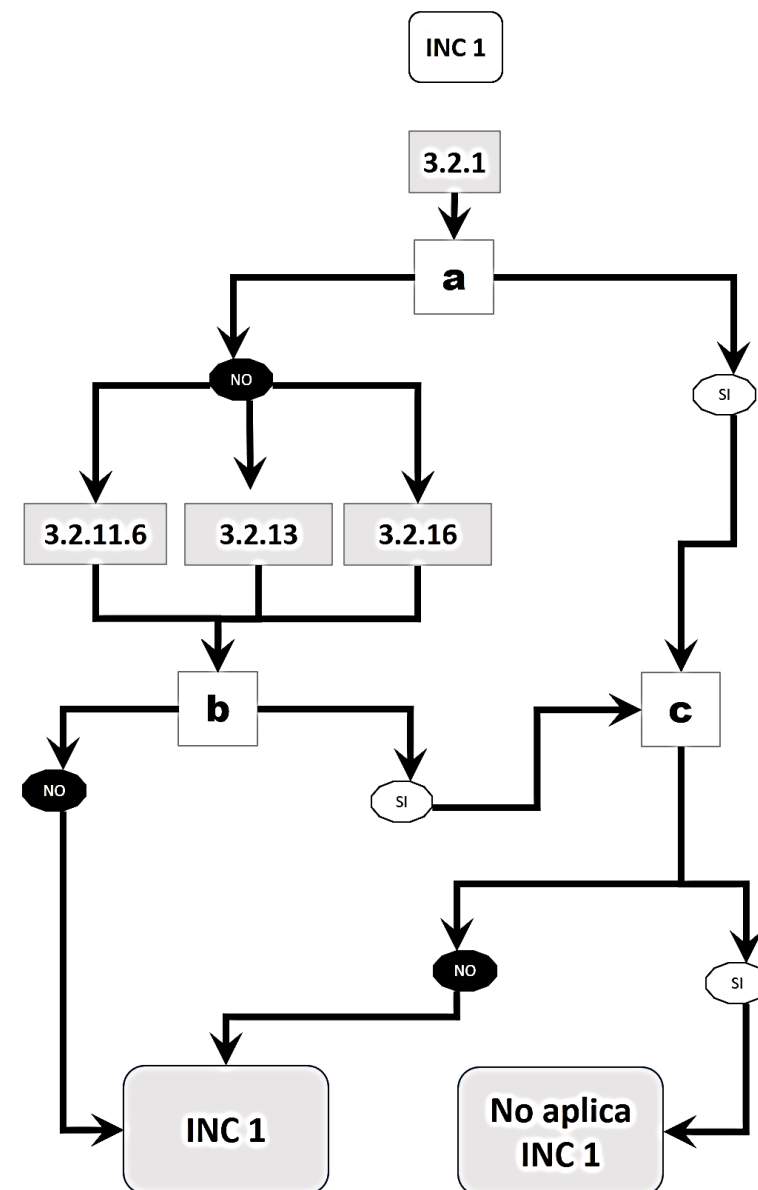 INC 1
3.2.1
a
NO
SI
3.2.11.6
3.2.13
3.2.16
b
c
NO
SI
NO
SI
INC 1
No aplica
INC 1